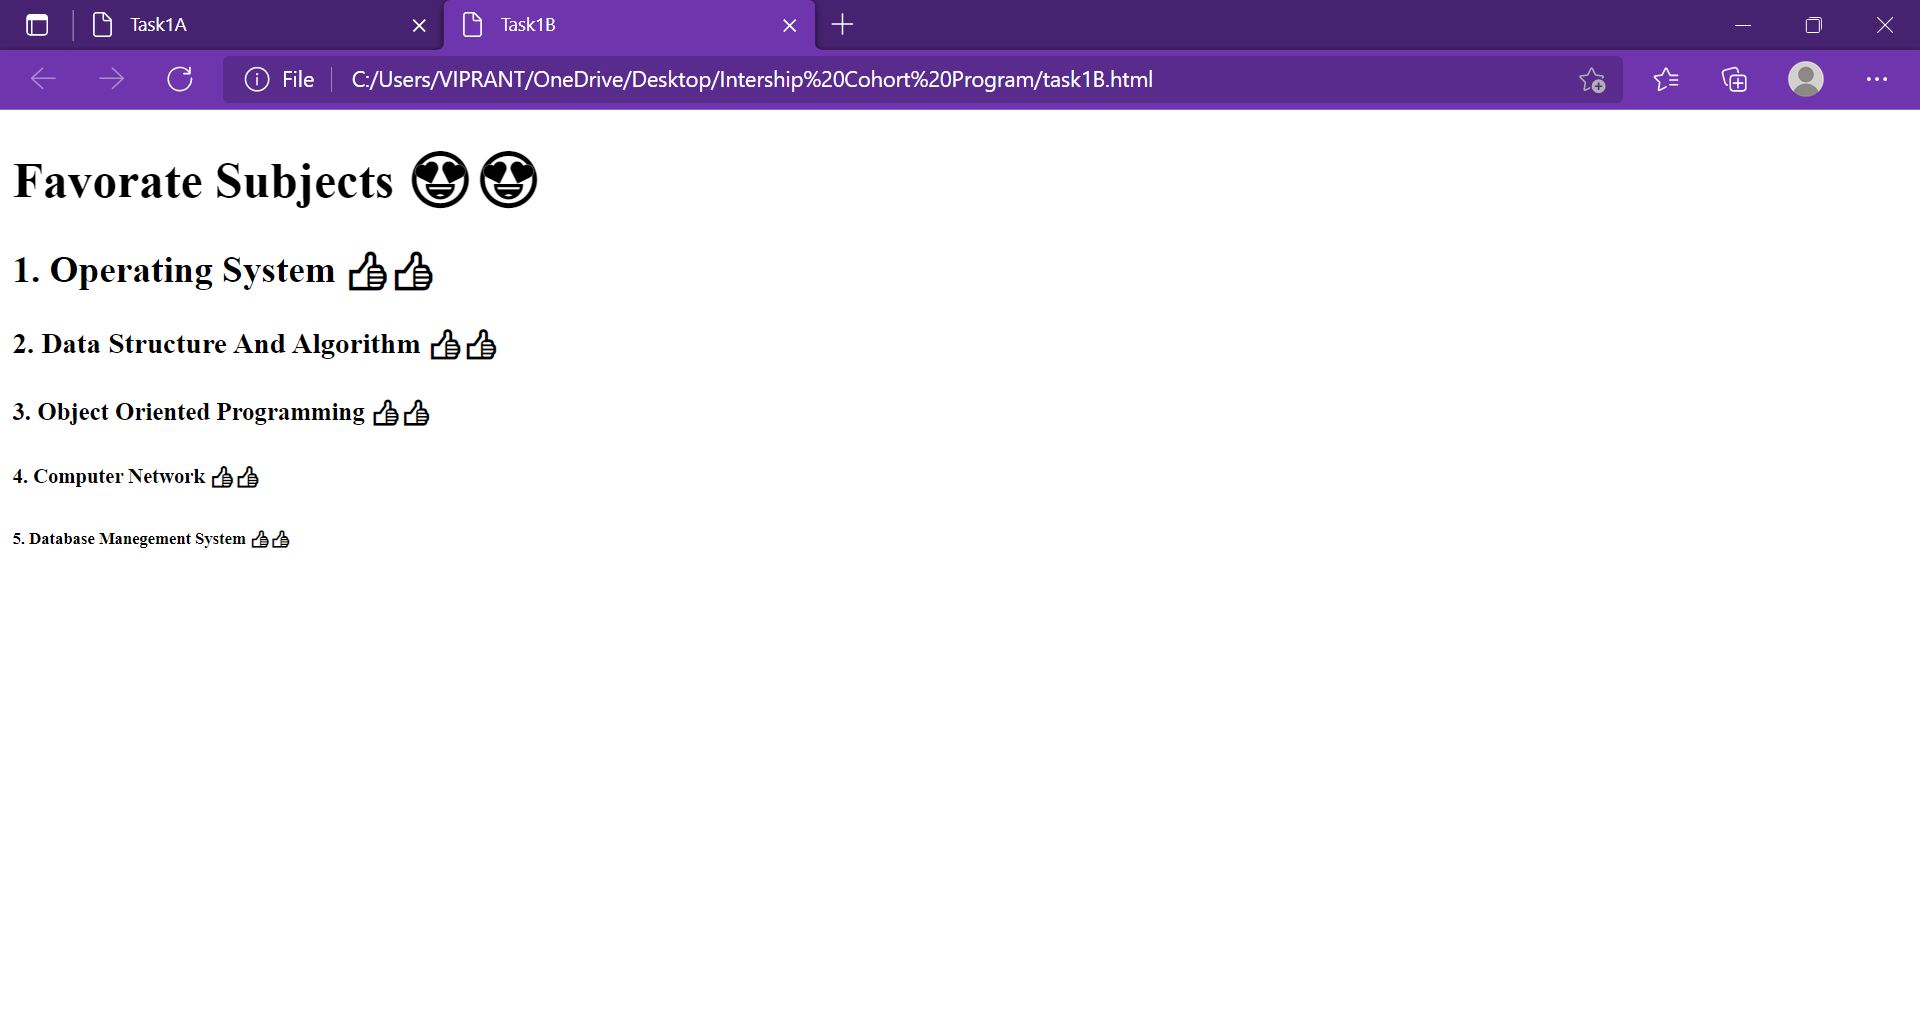 Task1A
Task1B
File C:/Users/VIPRANT/OneDrive/Desktop/Intership%20Cohort%20Program/task1B.html
Favorate Subjects 😍😍
1. Operating System 👍👍
2. Data Structure And Algorithm 👍👍
3. Object Oriented Programming 👍👍
4. Computer Network 👍👍
5. Database Manegement System 👍👍